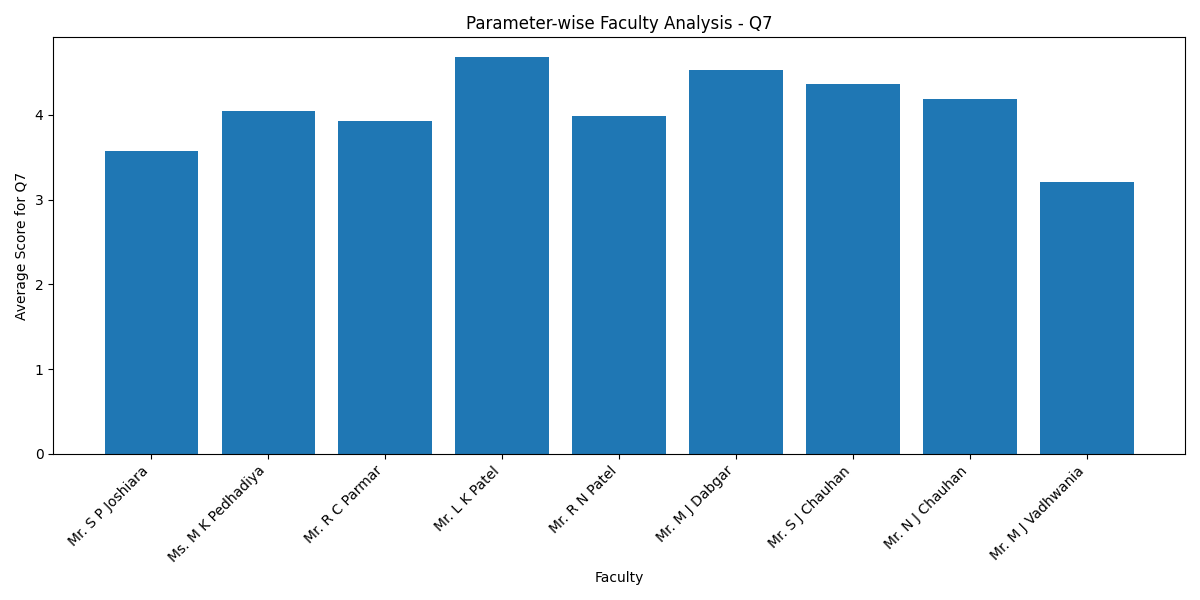 Parameter-wise Faculty Analysis - Q7
Average Score for Q7
4
3
2
1
0
Mr. S P Joshiara
Ms. M K Pedhadiya
Mr. R C Parmar
Mr. L K Patel
Mr. R N Patel
Mr. M J Dabgar
Mr. S J Chauhan
Mr. N J Chauhan
Mr. M J Vadhwania
Faculty